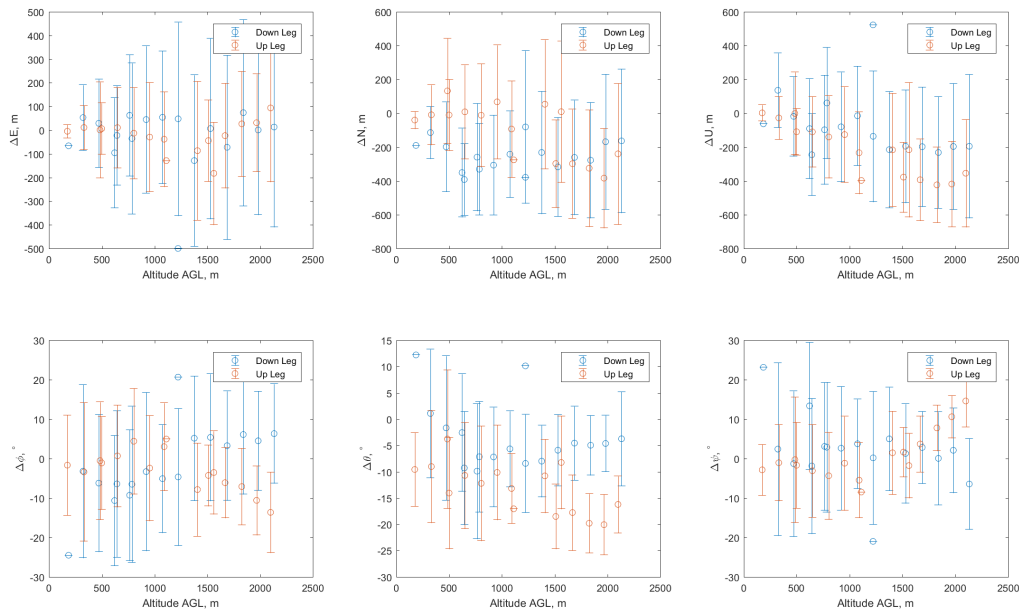 500
400
300
200
100
0
-100
-200
-300
-400
-500
ΔE, m
0 500 1000 1500 2000 2500
Altitude AGL, m
Down Leg
Up Leg
600
400
200
0
-200
-400
-600
-800
ΔN, m
0 500 1000 1500 2000 2500
Altitude AGL, m
Down Leg
Up Leg
600
400
200
0
-200
-400
-600
-800
ΔU, m
0 500 1000 1500 2000 2500
Altitude AGL, m
Down Leg
Up Leg
30
20
10
0
-10
-20
-30
Δϕ,°
0 500 1000 1500 2000 2500
Altitude AGL, m
Down Leg
Up Leg
15
10
5
0
-5
-10
-15
-20
-25
-30
Δθ,°
0 500 1000 1500 2000 2500
Altitude AGL, m
Down Leg
Up Leg
30
20
10
0
-10
-20
-30
Δψ,°
0 500 1000 1500 2000 2500
Altitude AGL, m
Down Leg
Up Leg